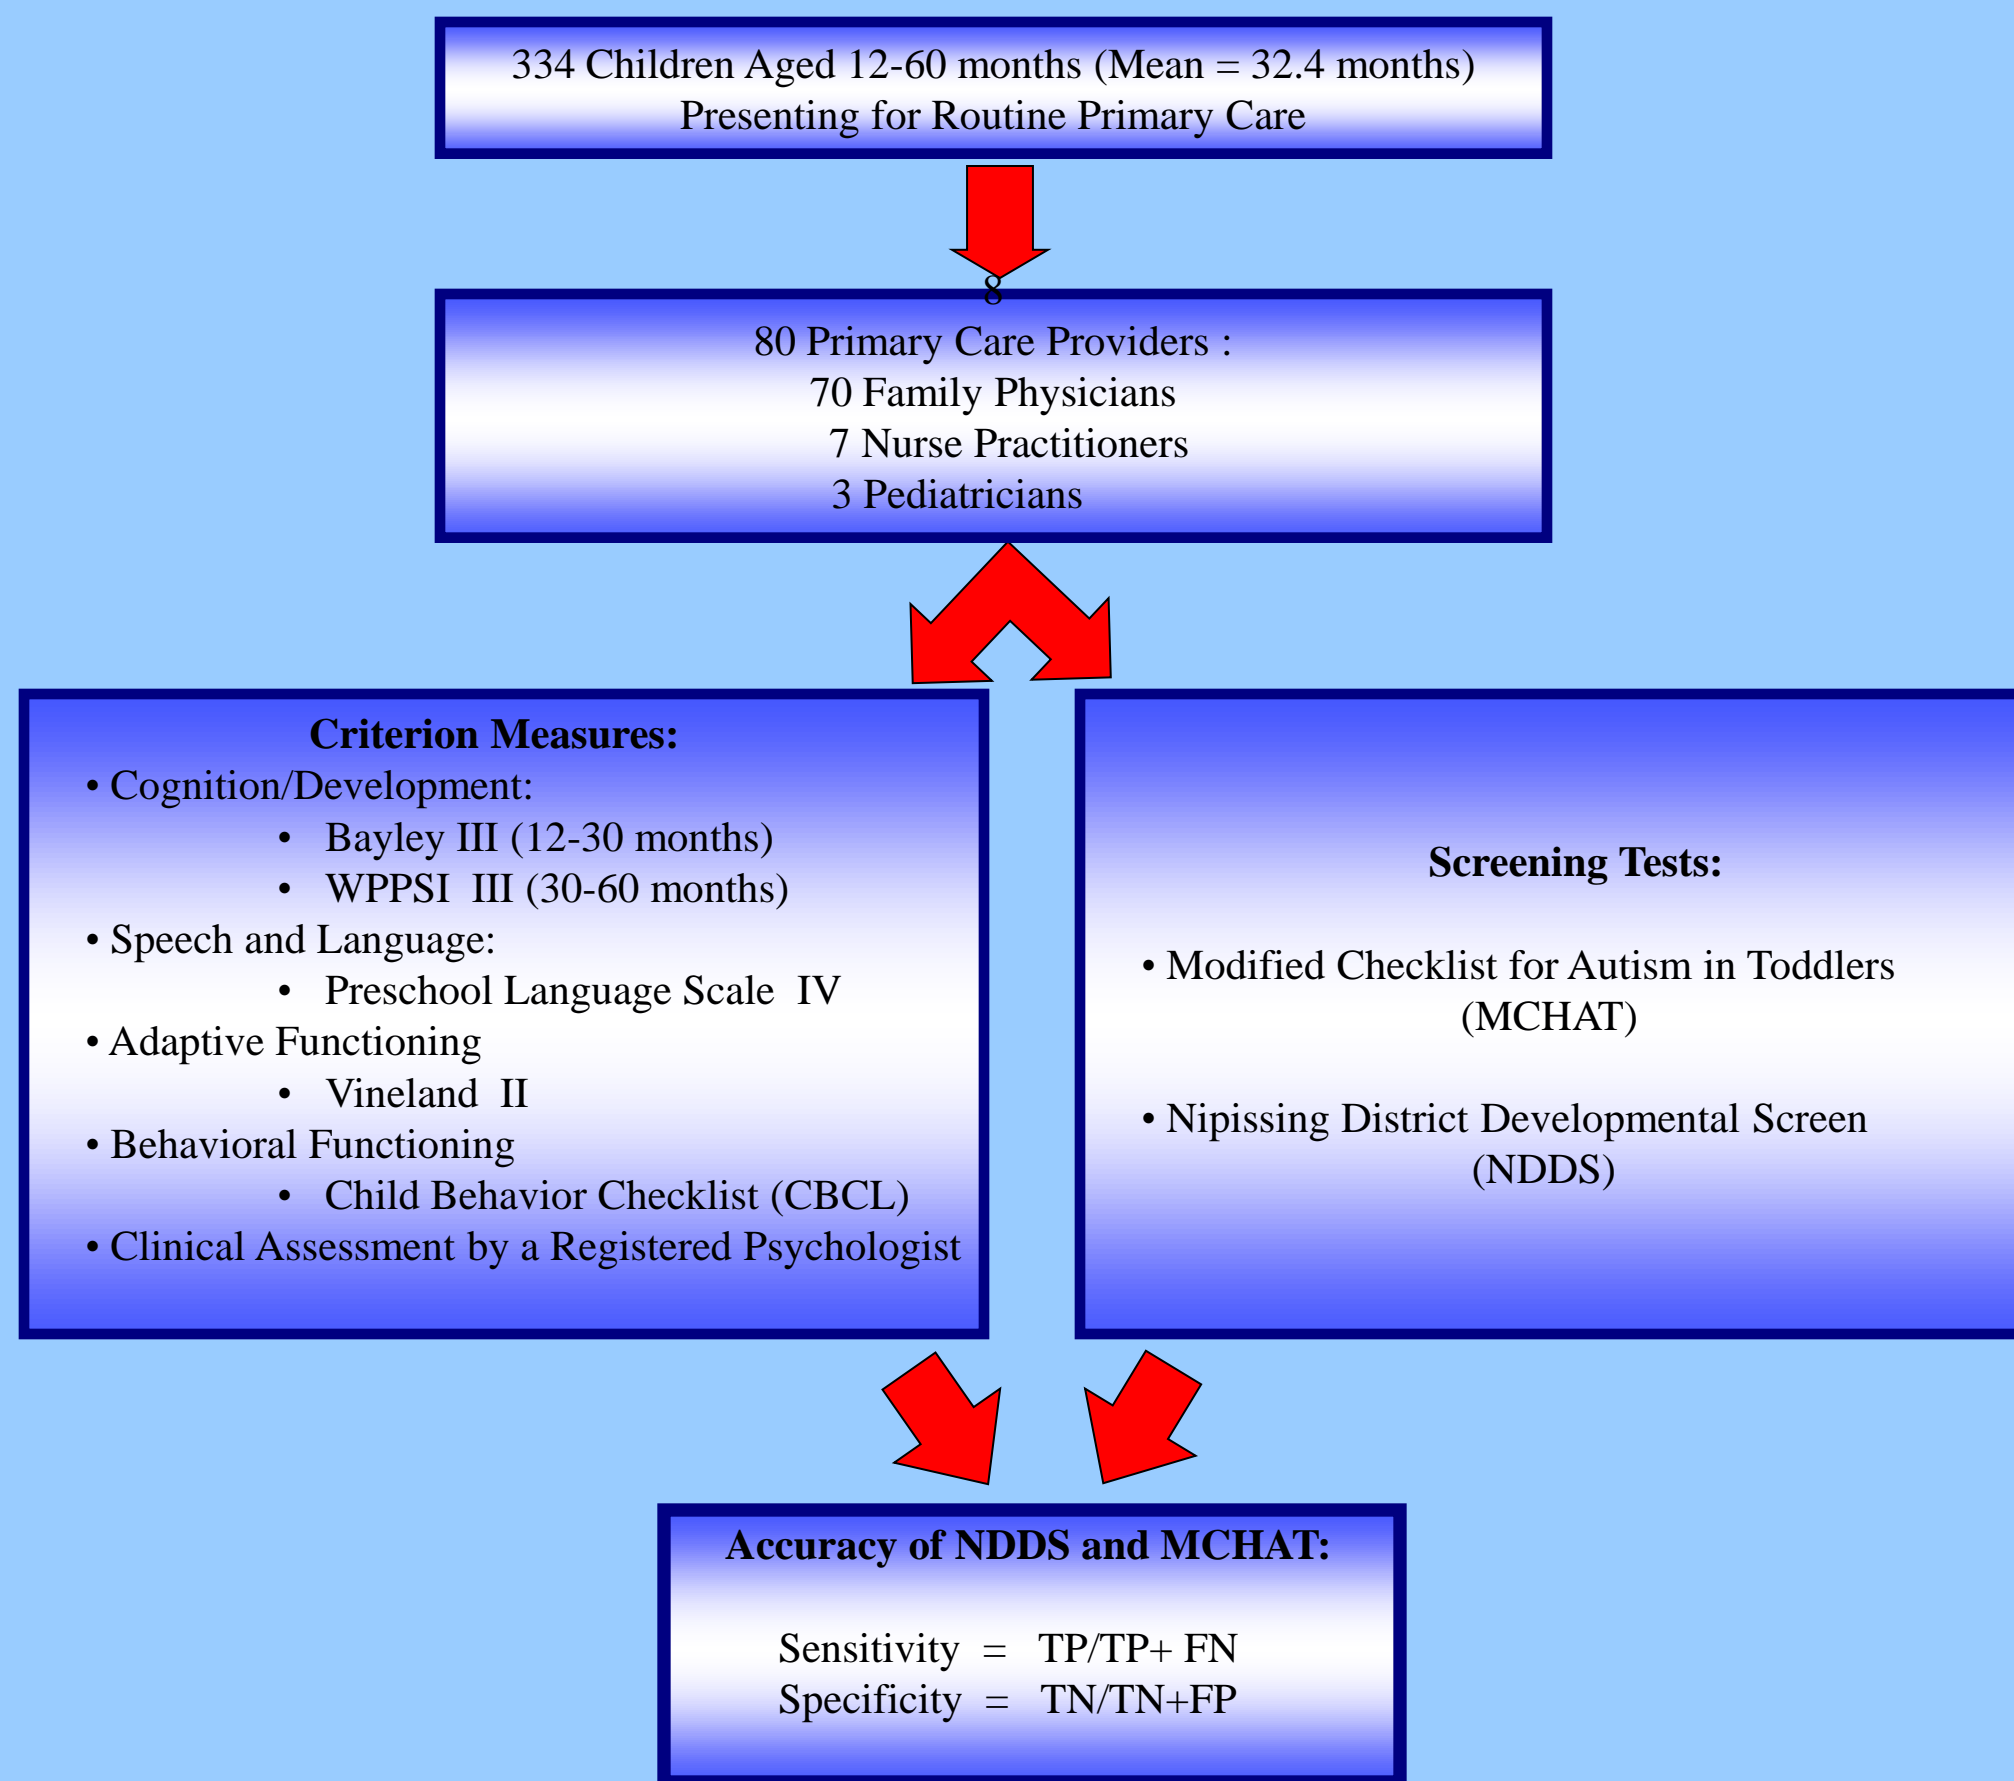 334 Children Aged 12-60 months (Mean = 32.4 months)
Presenting for Routine Primary Care
8
80 Primary Care Providers :
70 Family Physicians
7 Nurse Practitioners
3 Pediatricians
Criterion Measures:
• Cognition/Development:
• Bayley III (12-30 months)
• WPPSI III (30-60 months)
• Speech and Language:
• Preschool Language Scale IV
• Adaptive Functioning
• Vineland II
• Behavioral Functioning
• Child Behavior Checklist (CBCL)
• Clinical Assessment by a Registered Psychologist
Screening Tests:
• Modified Checklist for Autism in Toddlers
(MCHAT)
• Nipissing District Developmental Screen
(NDDS)
Accuracy of NDDS and MCHAT:
Sensitivity = TP/TP+ FN
Specificity = TN/TN+FP